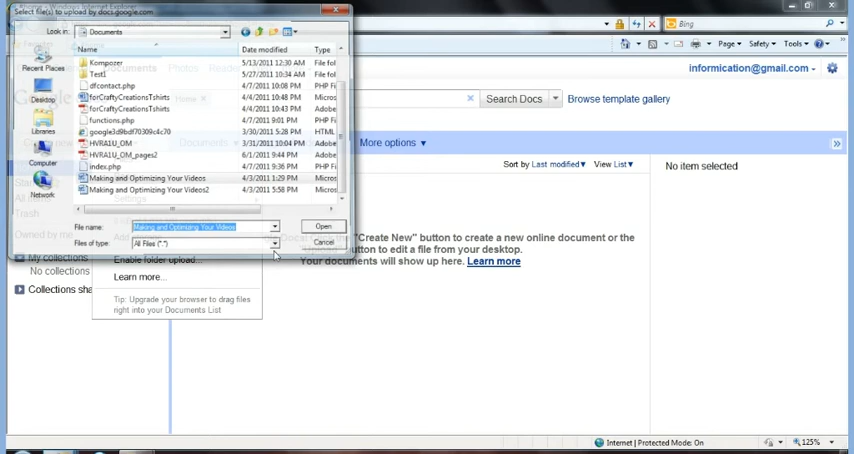 Select file(s) to upload by docs.google.com
Look in: Documents
Name Date modified Type
Kompozer 5/13/2011 12:30 AM File fol
Test1 5/27/2011 10:34 AM File fol
dfcontact.php 4/7/2011 10:08 PM PHP Fi
forCraftyCreationsTshirts 4/4/2011 10:48 PM Micros
forCraftyCreationsTshirts 4/4/2011 10:43 PM Adobe
functions.php 4/7/2011 9:01 PM PHP Fi
google3d9bdf70309c4c70 3/30/2011 5:28 PM HTML
HVRA1U_OM 3/31/2011 10:04 PM Adobe
HVRA1U_OM_pages2 6/1/2011 9:44 PM Adobe
index.php 4/7/2011 9:36 PM PHP Fi
Making and Optimizing Your Videos 4/3/2011 1:29 PM Micros
Making and Optimizing Your Videos2 4/3/2011 5:58 PM Micros
Recent Places
Desktop
Libraries
Computer
Network
File name: Making and Optimizing Your Videos Open
Files of type: All Files (*.*) Cancel
Bing
Page Safety Tools
informication@gmail.com
Search Docs Browse template gallery
More options
Sort by Last modified View List No item selected
Settings
"Create New" button to create a new online document or the
button to edit a file from your desktop.
Your documents will show up here. Learn more
Trash
Owned by me
My collections
No collections
Collections sha
Enable folder upload...
Learn more...
Tip: Upgrade your browser to drag files
right into your Documents List
Internet | Protected Mode: On 125%